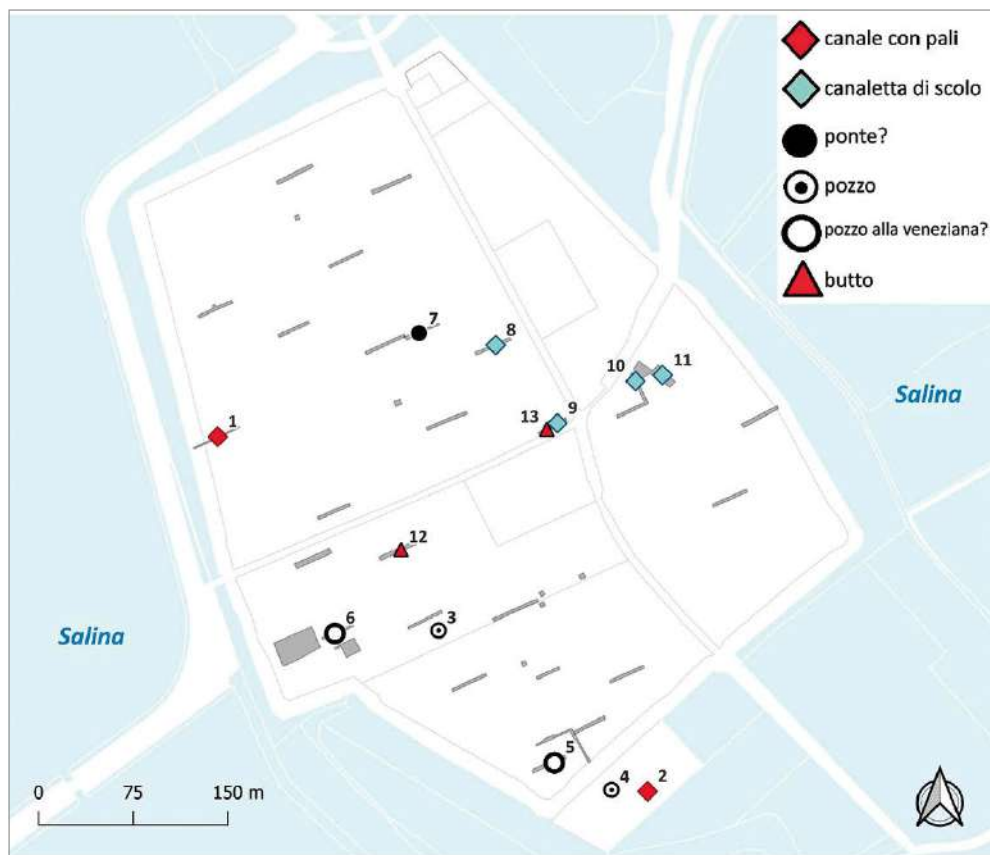 canale con pali
canaletta di scolo
ponte?
pozzo
pozzo alla veneziana?
butto
7
8
10
11
9
13
1
12
6
3
5
4
2
Salina
Salina
0 75 150 m